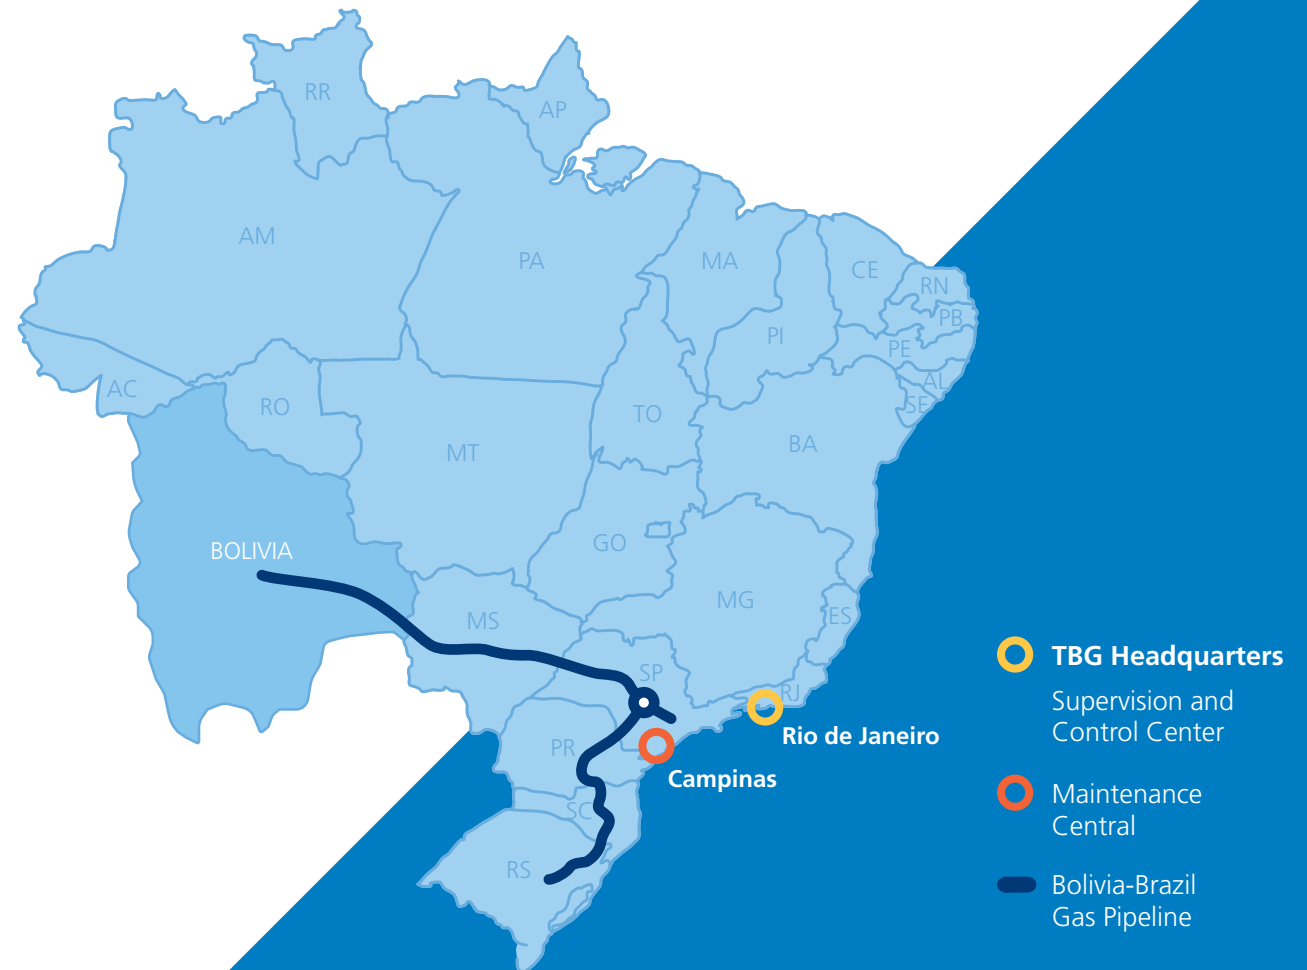 RR
AP
AM
PA
MA
CE
RN
PB
PI
PE
AL
SE
AC
RO
TO
MT
BA
BOLIVIA
GO
MG
ES
MS
SP
RJ
Rio de Janeiro
PR
Campinas
SC
RS
TBG Headquarters
Supervision and
Control Center
Maintenance
Central
Bolivia-Brazil
Gas Pipeline